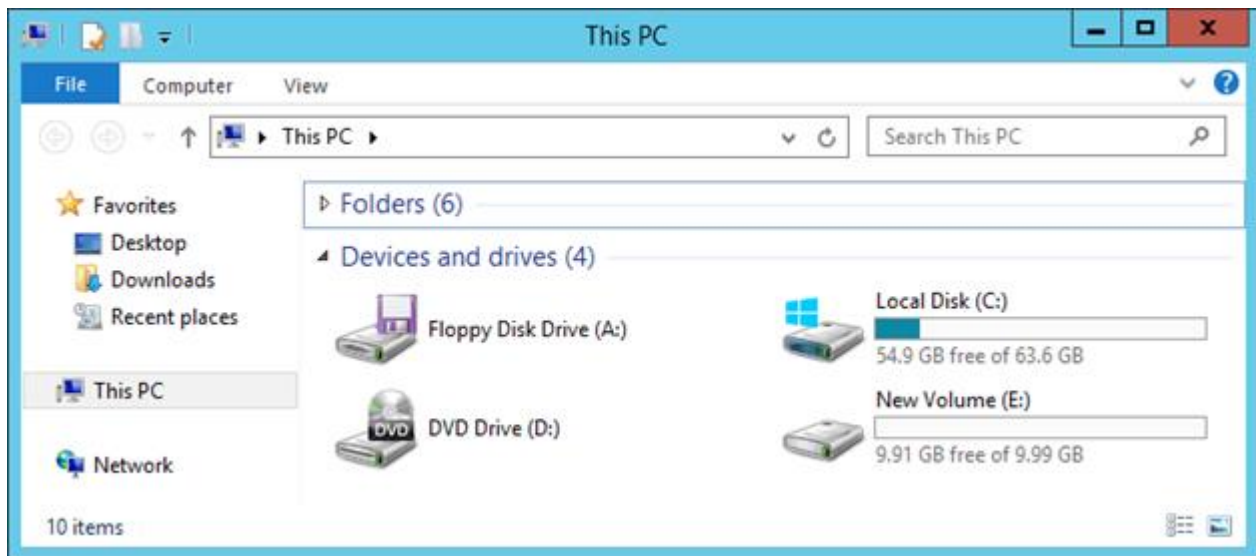 This PC
File Computer View
This PC
Search This PC
Favorites
Desktop
Downloads
Recent places
This PC
Network
Folders (6)
Devices and drives (4)
Floppy Disk Drive (A:)
Local Disk (C:)
54.9 GB free of 63.6 GB
DVD
DVD Drive (D:)
New Volume (E:)
9.91 GB free of 9.99 GB
10 items